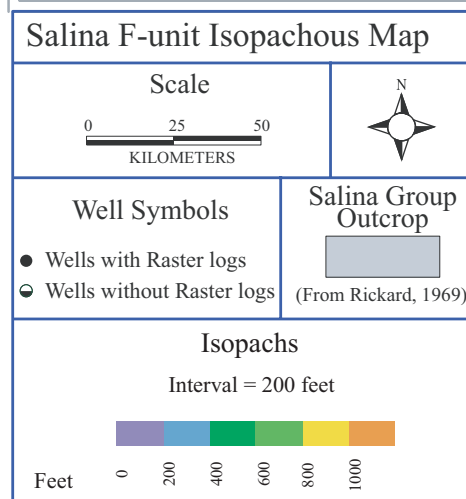 Salina F-unit Isopachous Map
Scale
0 25 50
KILOMETERS
N
Well Symbols
Wells with Raster logs
Wells without Raster logs
Salina Group
Outcrop
(From Rickard, 1969)
Isopachs
Interval = 200 feet
Feet 0 200 400 600 800 1000